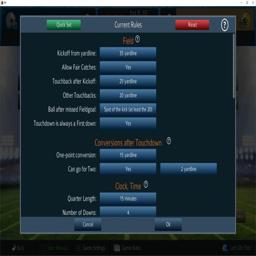 Quick Set Current Rules Reset ?
Field ?
Kickoff from yardline: 35 yardline
Allow Fair Catches: Yes
Touchback after Kickoff: 25 yardline
Other Touchbacks: 20 yardline
Ball after missed Fieldgoal: Spot of the kick (at least the 20)
Touchdown is always a First down: Yes
Conversions after Touchdown ?
One-point conversion: 15 yardline
Can go for Two: Yes 2 yardline
Clock, Time ?
Quarter Length: 15 minutes
Number of Downs: 4
Cancel Ok
Back Game Settings Game Rules